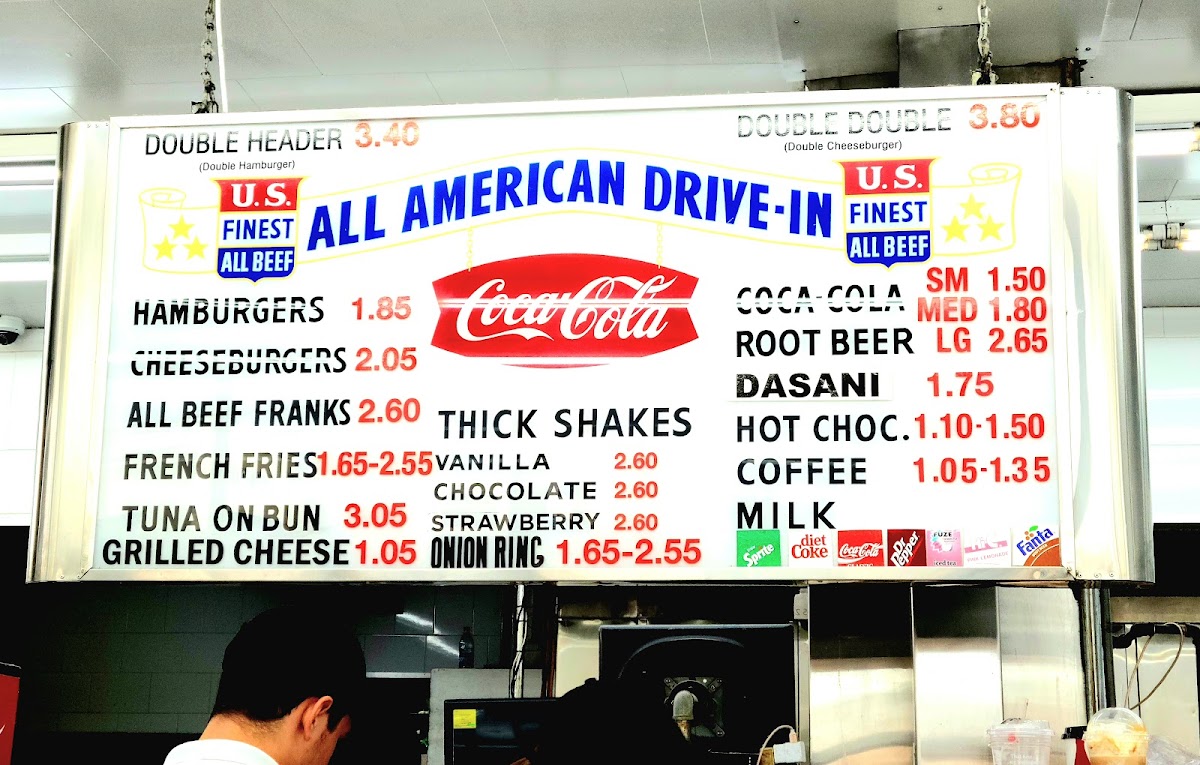 DOUBLE HEADER 3.40
(Double Hamburger)
DOUBLE DOUBLE 3.80
(Double Cheeseburger)
U.S.
FINEST
ALL BEEF
ALL AMERICAN DRIVE-IN
U.S.
FINEST
ALL BEEF
HAMBURGERS 1.85
CHEESEBURGERS 2.05
ALL BEEF FRANKS 2.60
FRENCH FRIES 1.65-2.55
TUNA ON BUN 3.05
GRILLED CHEESE 1.05
Coca-Cola
THICK SHAKES
VANILLA 2.60
CHOCOLATE 2.60
STRAWBERRY 2.60
ONION RING 1.65-2.55
COCA-COLA SM 1.50
MED 1.80
ROOT BEER LG 2.65
DASANI 1.75
HOT CHOC. 1.10-1.50
COFFEE 1.05-1.35
MILK
Sprite
diet Coke
Coca-Cola
Dr Pepper
FUZE
iced tea
PINK LEMONADE
Fanta